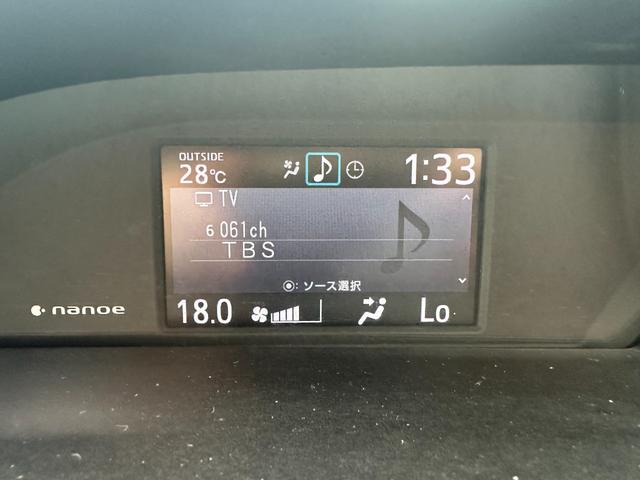 OUTSIDE
28℃
1:33
TV
6 061ch
TBS
◉: ソース選択
18.0
Lo
nanoe